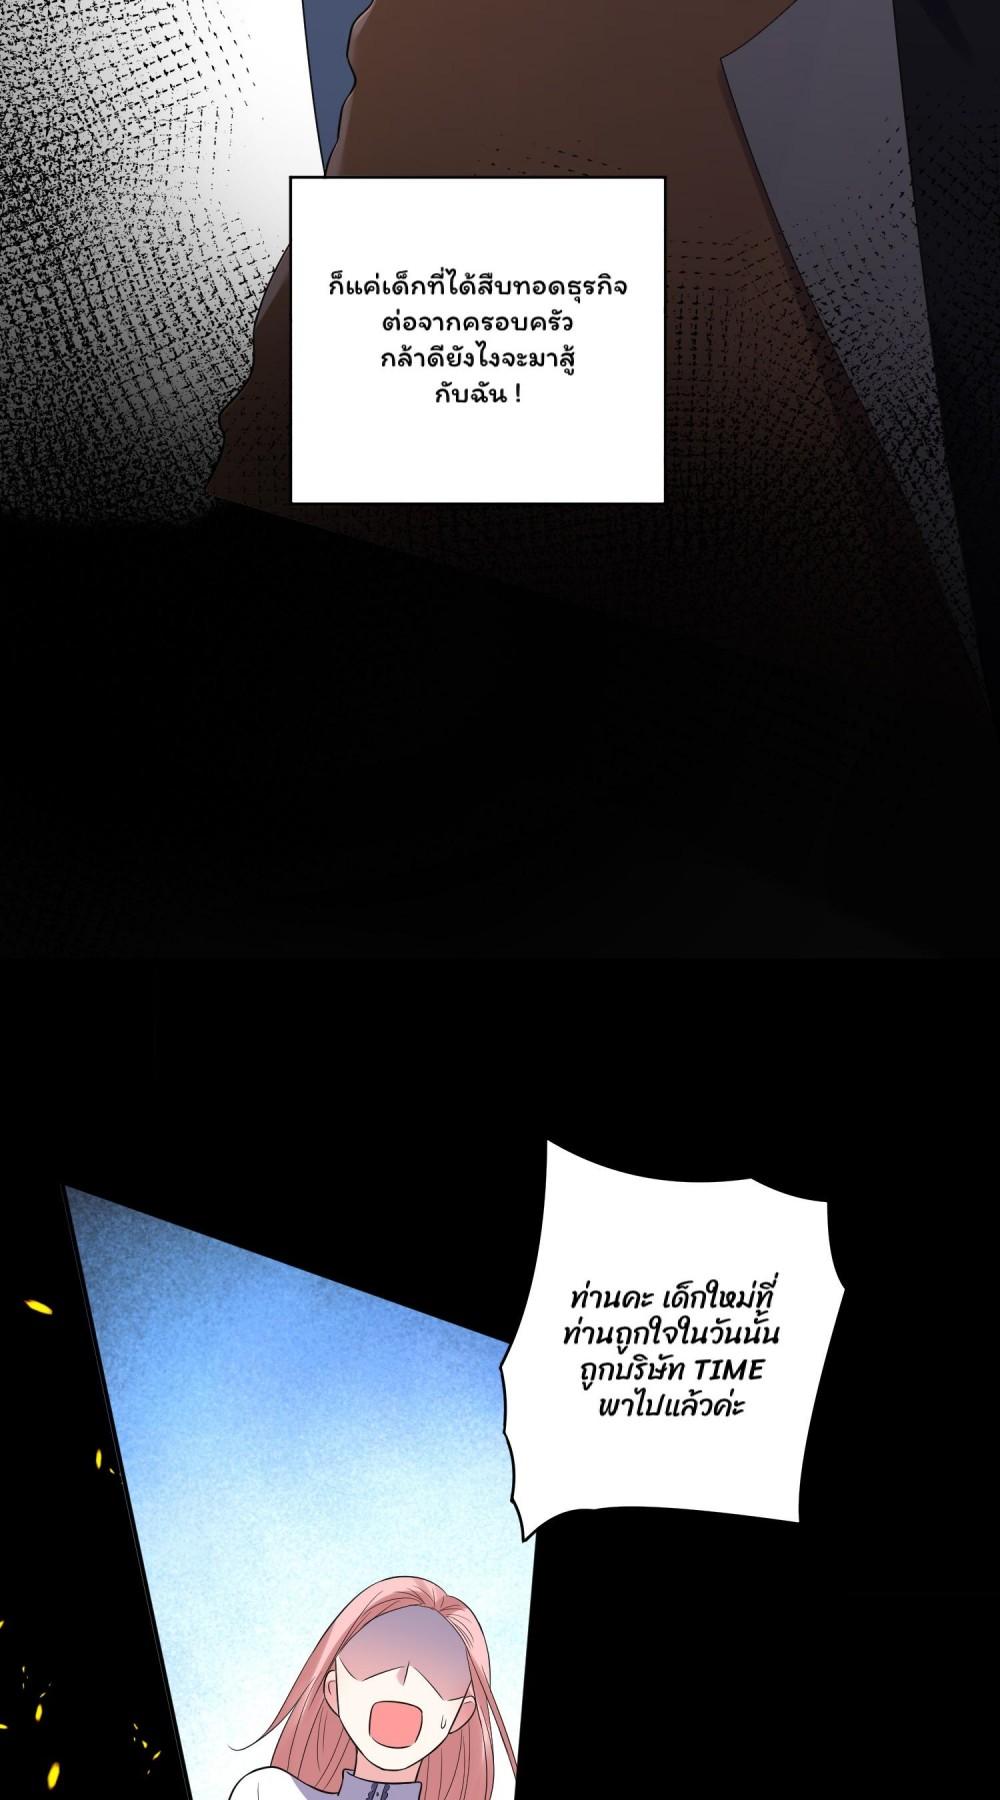 ก็แค่เด็กที่ได้สืบทอดธุรกิจ
ต่อจากครอบครัว
กล้าดียังไงจะมาสู้
กับฉัน !
ท่านคะ เด็กใหม่ที่
ท่านถูกใจในวันนั้น
ถูกบริษัท TIME
พาไปแล้วค่ะ